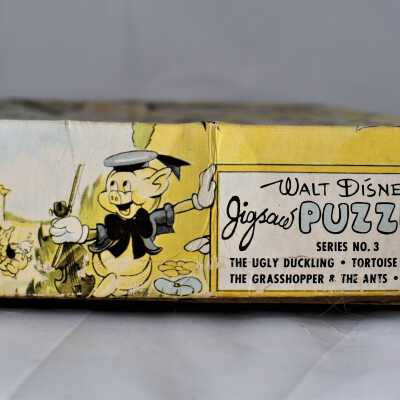 WALT DISNE
Jigsaw PUZZ
SERIES NO. 3
THE UGLY DUCKLING • TORTOISE
THE GRASSHOPPER & THE ANTS •